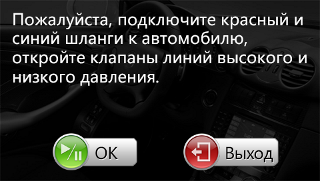 Пожалуйста, подключите красный и
синий шланги к автомобилю,
откройте клапаны линий высокого и
низкого давления.
OK
Выход